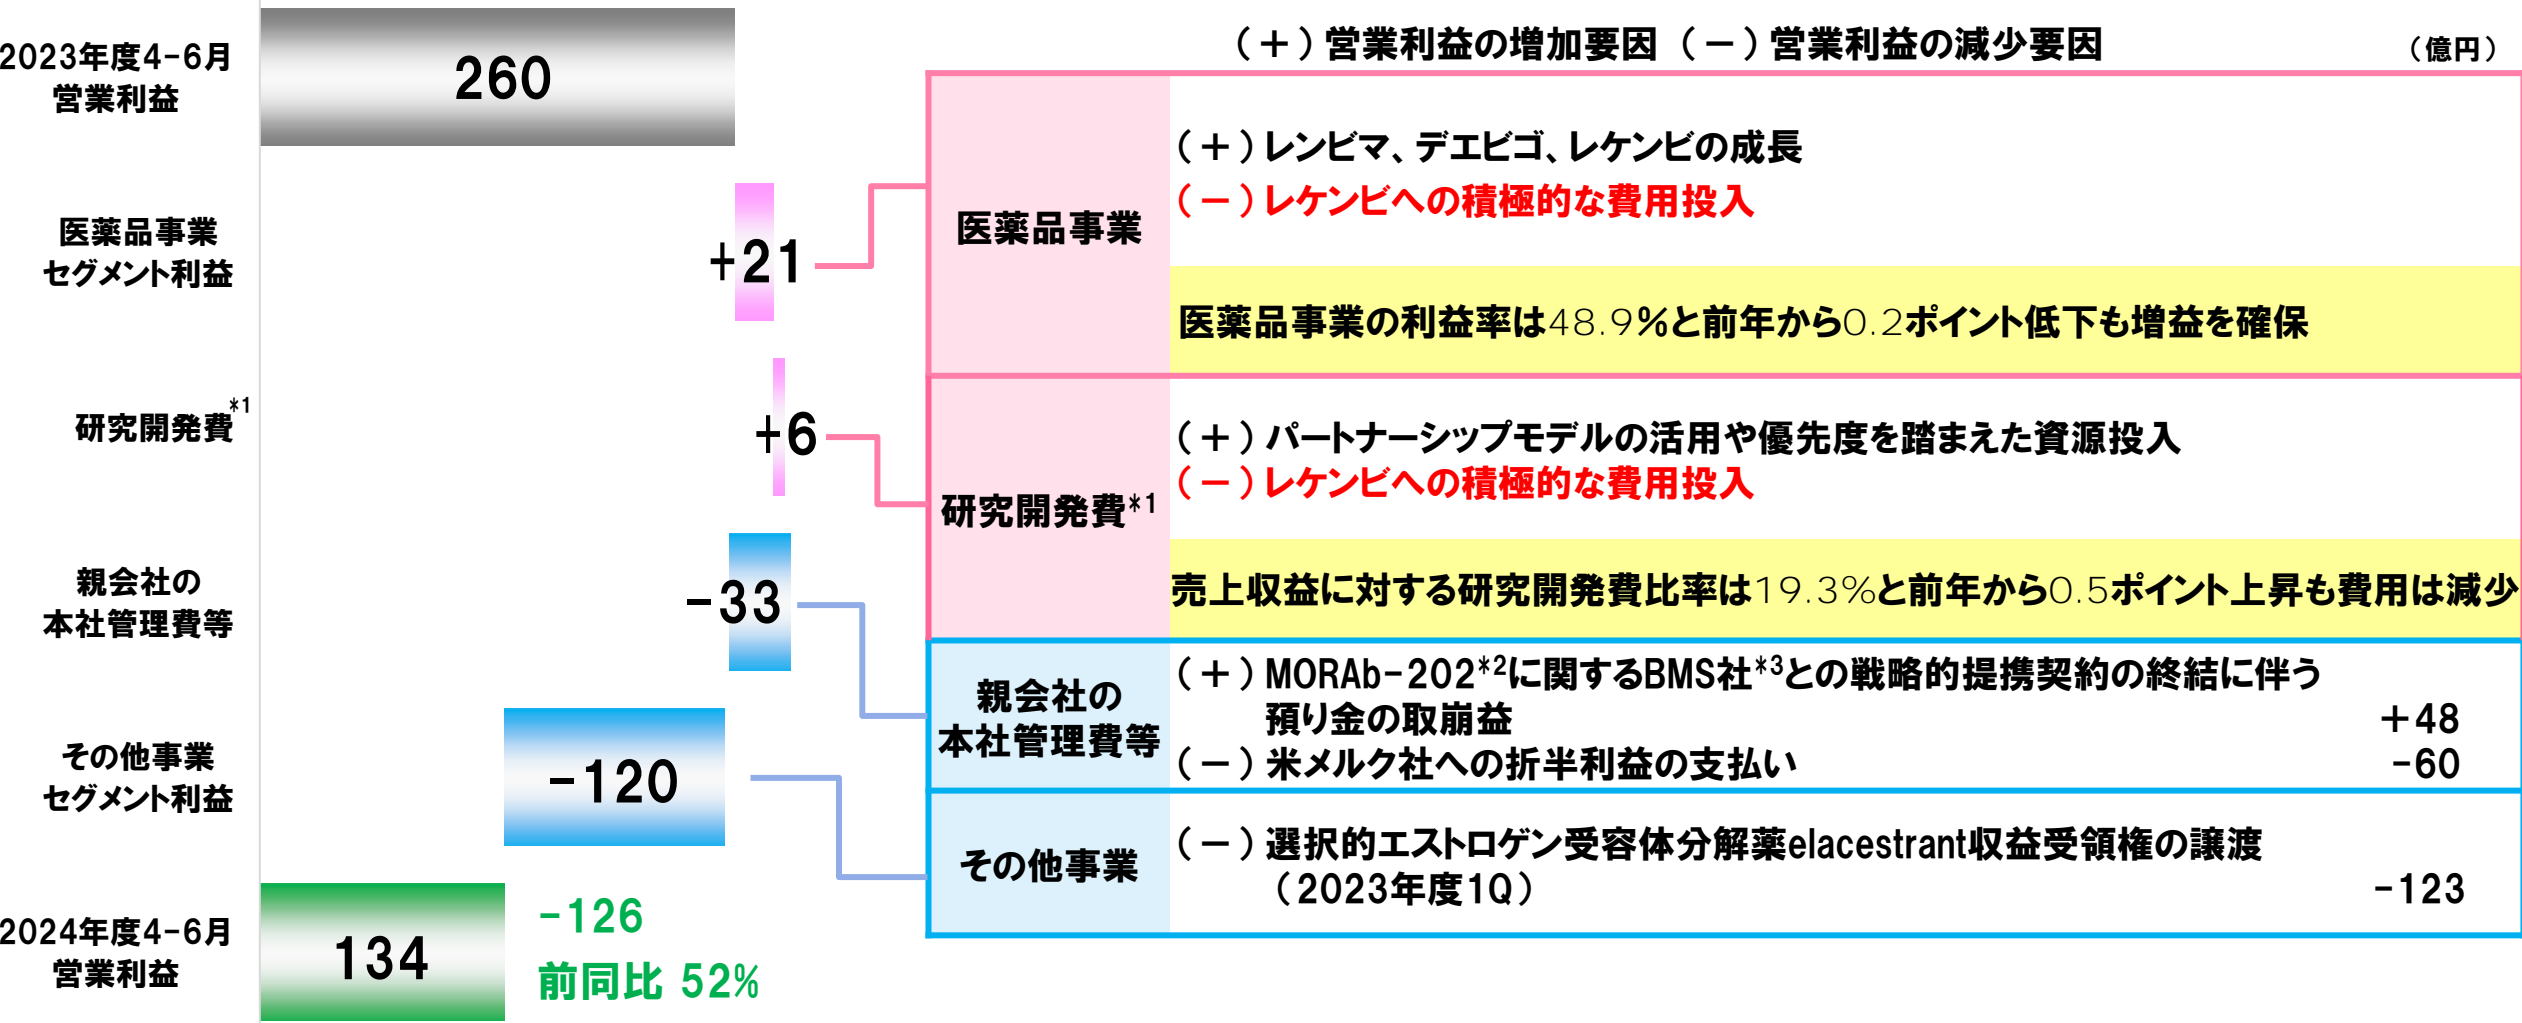 (＋)営業利益の増加要因 (－)営業利益の減少要因
(億円)
2023年度4-6月
営業利益
260
医薬品事業
セグメント利益
+21
研究開発費*1
+6
親会社の
本社管理費等
-33
その他事業
セグメント利益
-120
2024年度4-6月
営業利益
134
-126
前同比 52%
医薬品事業
(＋)レンビマ、デエビゴ、レケンビの成長
(－)レケンビへの積極的な費用投入
医薬品事業の利益率は48.9%と前年から0.2ポイント低下も増益を確保
研究開発費*1
(＋)パートナーシップモデルの活用や優先度を踏まえた資源投入
(－)レケンビへの積極的な費用投入
売上収益に対する研究開発費比率は19.3%と前年から0.5ポイント上昇も費用は減少
親会社の
本社管理費等
(＋)MORAb-202*2に関するBMS社*3との戦略的提携契約の終結に伴う
預り金の取崩益 +48
(－)米メルク社への折半利益の支払い -60
その他事業
(－)選択的エストロゲン受容体分解薬elacestrant収益受領権の譲渡
(2023年度1Q) -123